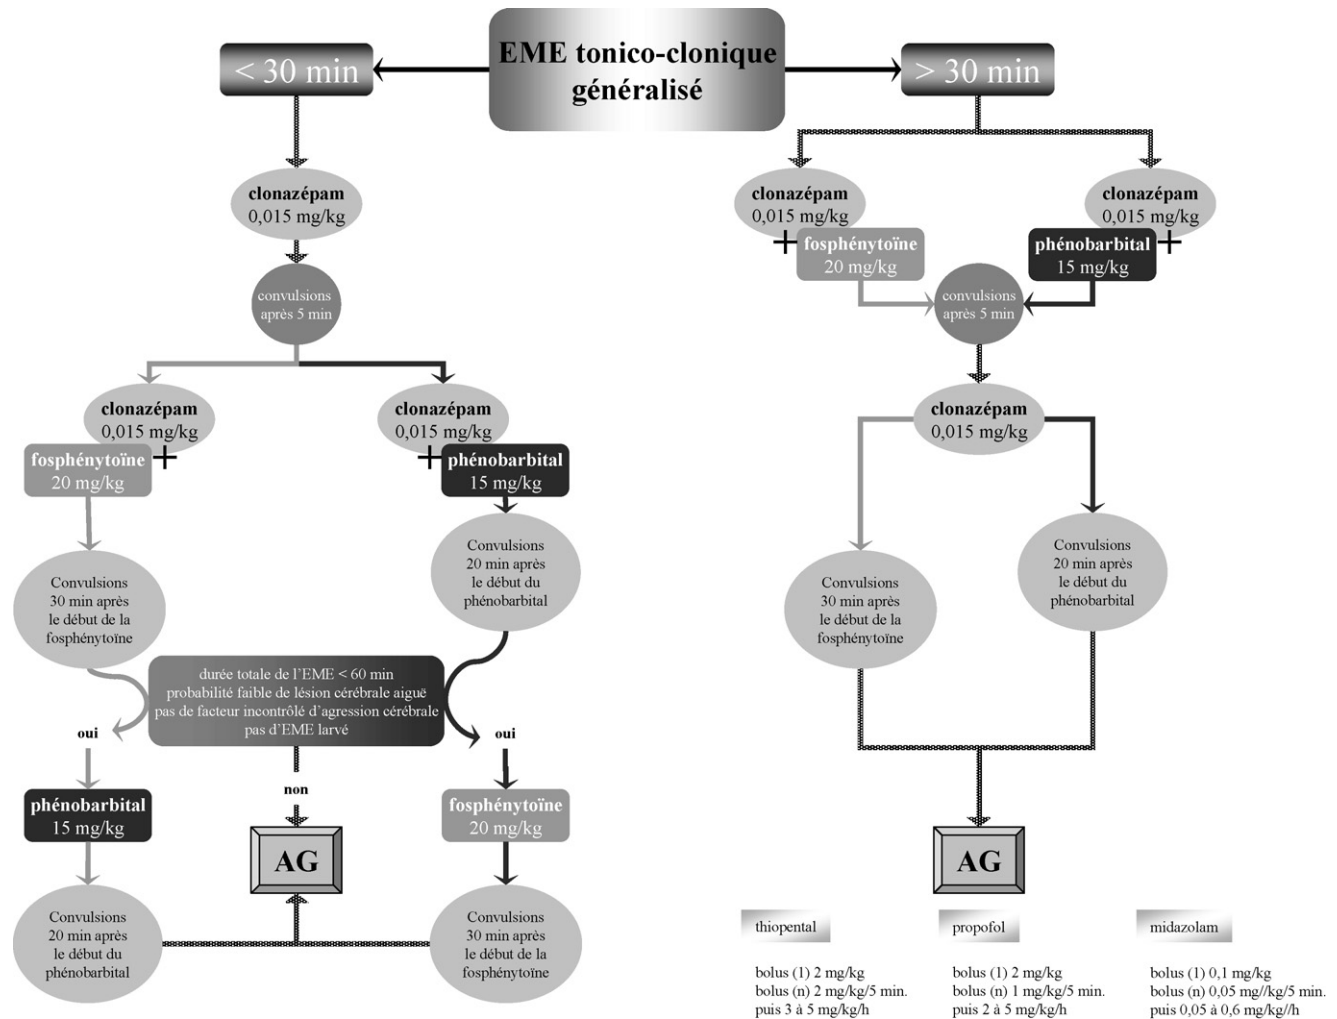 EME tonico-clonique
généralisé
< 30 min
> 30 min
clonazépam
0,015 mg/kg
convulsions
après 5 min
clonazépam
0,015 mg/kg
+
fosphénytoïne
20 mg/kg
clonazépam
0,015 mg/kg
+
phénobarbital
15 mg/kg
Convulsions
30 min après
le début de la
fosphénytoïne
Convulsions
20 min après
le début du
phénobarbital
durée totale de l'EME < 60 min
probabilité faible de lésion cérébrale aiguë
pas de facteur incontrôlé d'agression cérébrale
pas d'EME larvé
oui
non
oui
phénobarbital
15 mg/kg
AG
fosphénytoïne
20 mg/kg
Convulsions
20 min après
le début du
phénobarbital
Convulsions
30 min après
le début de la
fosphénytoïne
clonazépam
0,015 mg/kg
+
fosphénytoïne
20 mg/kg
clonazépam
0,015 mg/kg
+
phénobarbital
15 mg/kg
convulsions
après 5 min
clonazépam
0,015 mg/kg
Convulsions
30 min après
le début de la
fosphénytoïne
Convulsions
20 min après
le début du
phénobarbital
AG
thiopental
bolus (1) 2 mg/kg
bolus (n) 2 mg/kg/5 min.
puis 3 à 5 mg/kg/h
propofol
bolus (1) 2 mg/kg
bolus (n) 1 mg/kg/5 min.
puis 2 à 5 mg/kg/h
midazolam
bolus (1) 0,1 mg/kg
bolus (n) 0,05 mg//kg/5 min.
puis 0,05 à 0,6 mg/kg//h